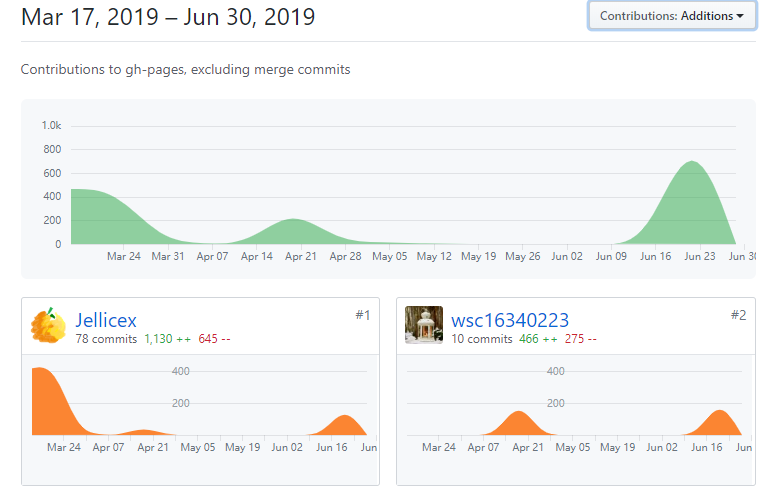 Mar 17, 2019 – Jun 30, 2019
Contributions: Additions
Contributions to gh-pages, excluding merge commits
1.0k
800
600
400
200
0
Mar 24 Mar 31 Apr 07 Apr 14 Apr 21 Apr 28 May 05 May 12 May 19 May 26 Jun 02 Jun 09 Jun 16 Jun 23 Jun 30
Jellicex #1
78 commits 1,130 ++ 645 --
400
200
Mar 24 Apr 07 Apr 21 May 05 May 19 Jun 02 Jun 16 Jun
wsc16340223 #2
10 commits 466 ++ 275 --
400
200
Mar 24 Apr 07 Apr 21 May 05 May 19 Jun 02 Jun 16 Jun